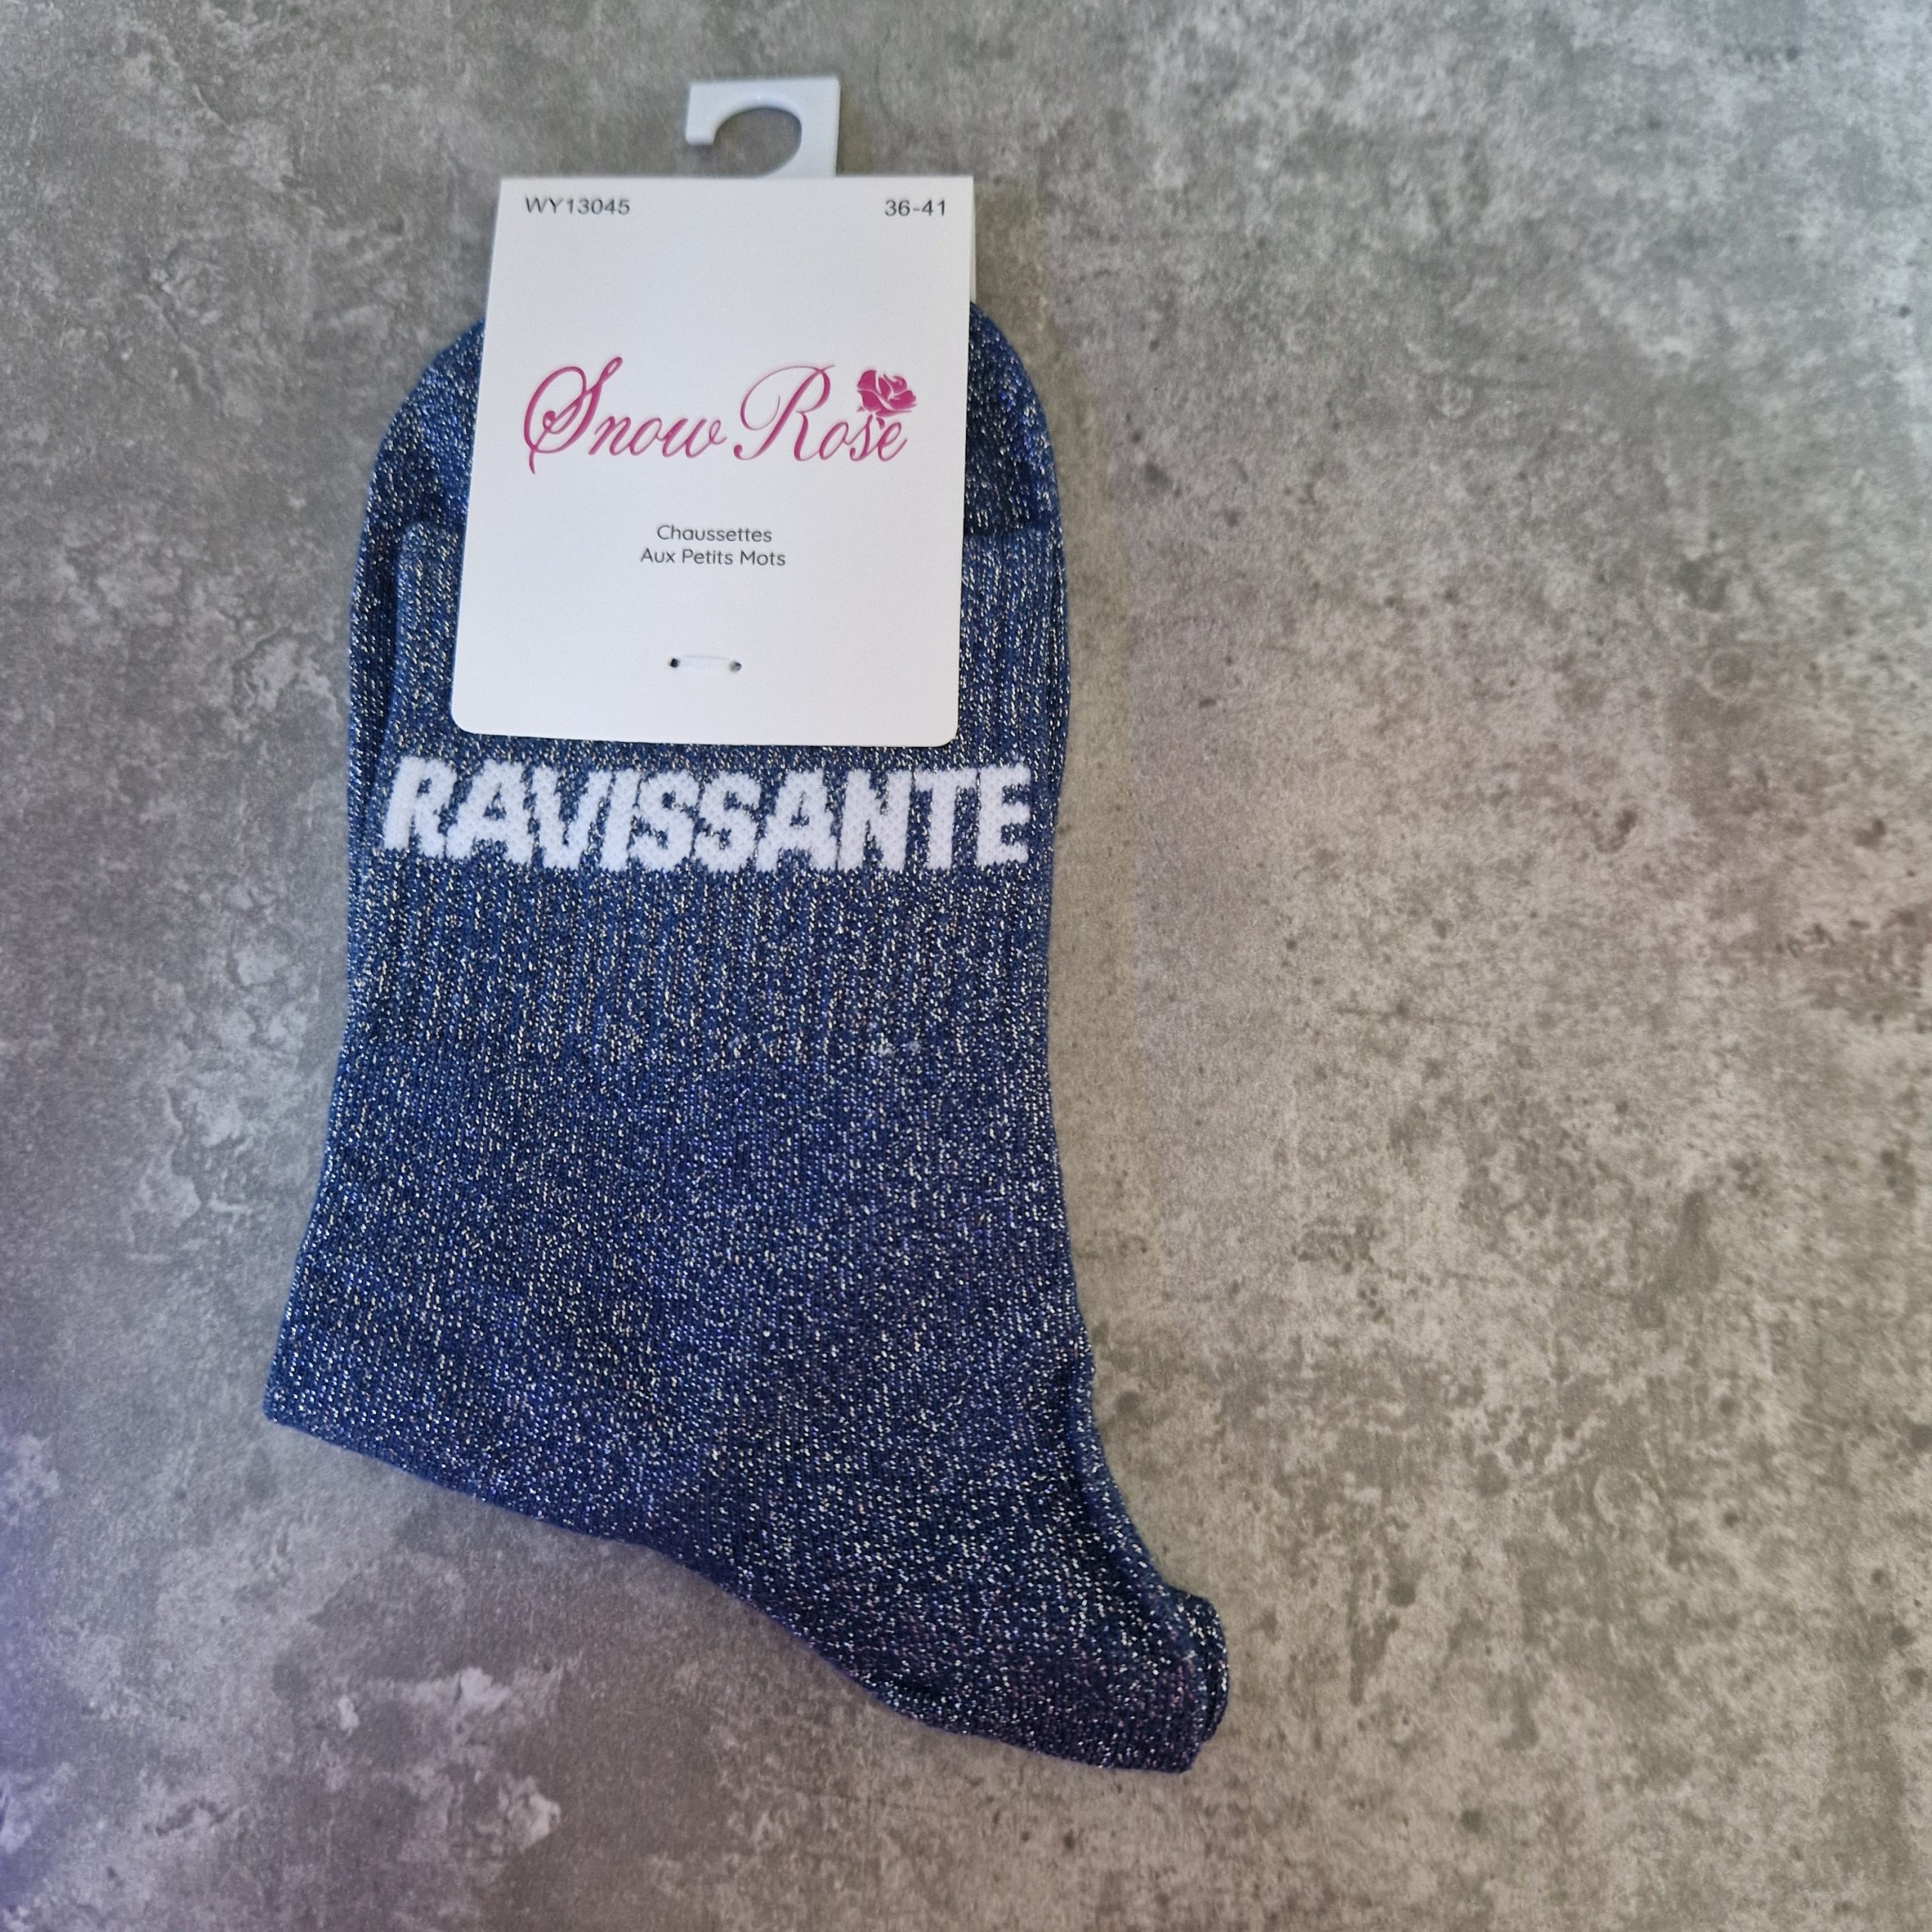 WY13045 36-41
Snow Rose
Chaussettes
Aux Petits Mots
RAVISSANTE